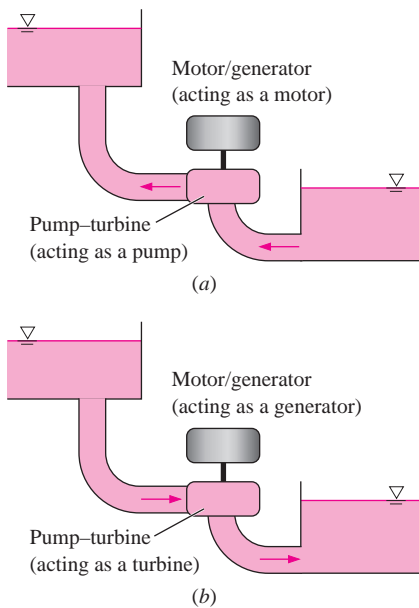 Motor/generator
(acting as a motor)
Pump–turbine
(acting as a pump)
(a)
Motor/generator
(acting as a generator)
Pump–turbine
(acting as a turbine)
(b)